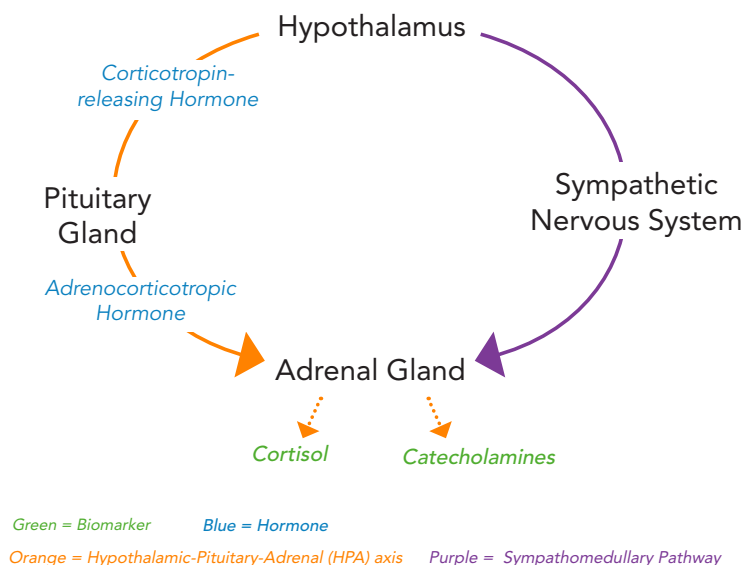 Hypothalamus
Corticotropin-
releasing Hormone
Pituitary
Gland
Sympathetic
Nervous System
Adrenocorticotropic
Hormone
Adrenal Gland
Cortisol
Catecholamines
Green = Biomarker
Blue = Hormone
Orange = Hypothalamic-Pituitary-Adrenal (HPA) axis
Purple = Sympathomedullary Pathway